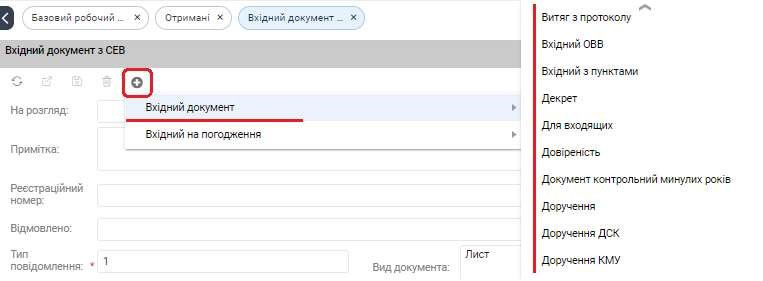 Базовий робочий ... ×
Отримані ×
Вхідний документ ... ×
Вхідний документ з СЕВ
На розгляд:
Вхідний документ
Вхідний на погодження
Примітка:
Реєстраційний
номер:
Відмовлено:
Тип
повідомлення: * 1
Вид документа:
Лист
Витяг з протоколу
Вхідний ОВВ
Вхідний з пунктами
Декрет
Для входящих
Довіреність
Документ контрольний минулих років
Доручення
Доручення ДСК
Доручення КМУ